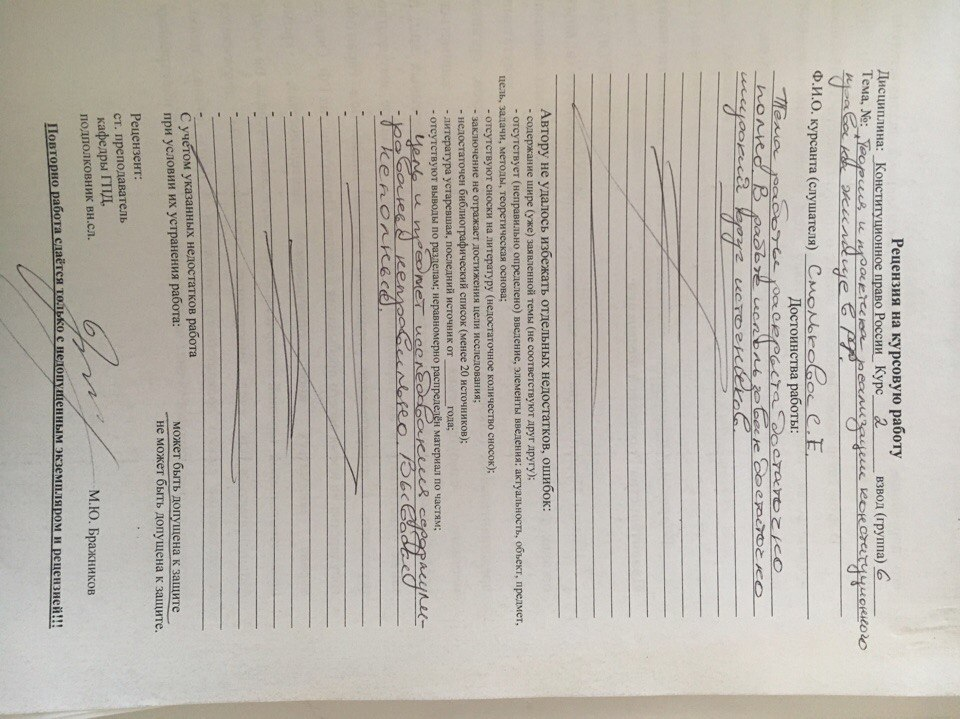 Рецензия на курсовую работу
Дисциплина: Конституционное право России Курс 2 взвод (группа) 6
Тема, №: Теория и практика реализации конституционного
права на жилище в РФ.
Ф.И.О. курсанта (слушателя) Смолькова С.Е.
Достоинства работы:
Тема работы раскрыта достаточно
полно. В работе использован достаточно
широкий круг источников.
Автору не удалось избежать отдельных недостатков, ошибок:
- содержание шире (уже) заявленной темы (не соответствуют друг другу);
- отсутствует (неправильно определено) введение, элементы введения: актуальность, объект, предмет,
цель, задачи, методы, теоретическая основа;
- отсутствуют сноски на литературу (недостаточное количество сносок);
- заключение не отражает достижения цели исследования;
- недостаточен библиографический список (менее 20 источников);
- литература устаревшая, последний источник от ______ года;
- отсутствуют выводы по разделам; неравномерно распределён материал по частям;
- Цель и предмет исследования сформули-
- рованы неправильно. Выводы
- неполные.
-
-
-
-
-
-
-
-
С учетом указанных недостатков работа может быть допущена к защите
при условии их устранения работа: не может быть допущена к защите.
Рецензент:
ст. преподаватель
кафедры ГПД,
подполковник вн.сл. М.Ю. Бражников
Повторно работа сдаётся только с недопущенным экземпляром и рецензией!!!